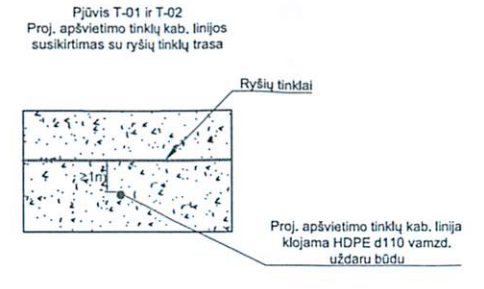 Pjūvis T-01 ir T-02
Proj. apšvietimo tinklų kab. linijos
susikirtimas su ryšių tinklų trasa
Ryšių tinklai
≥1m
Proj. apšvietimo tinklų kab. linija
klojama HDPE d110 vamzd.
uždaru būdu